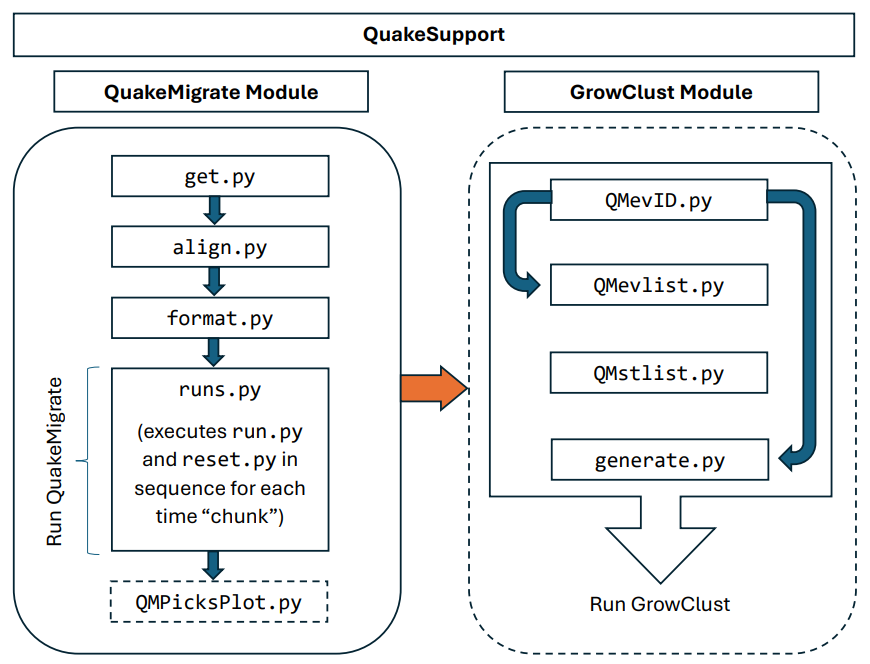 QuakeSupport
QuakeMigrate Module
get.py
align.py
format.py
Run QuakeMigrate
runs.py
(executes run.py
and reset.py in
sequence for each
time “chunk”)
QMPicksPlot.py
GrowClust Module
QMevID.py
QMevlist.py
QMstlist.py
generate.py
Run GrowClust